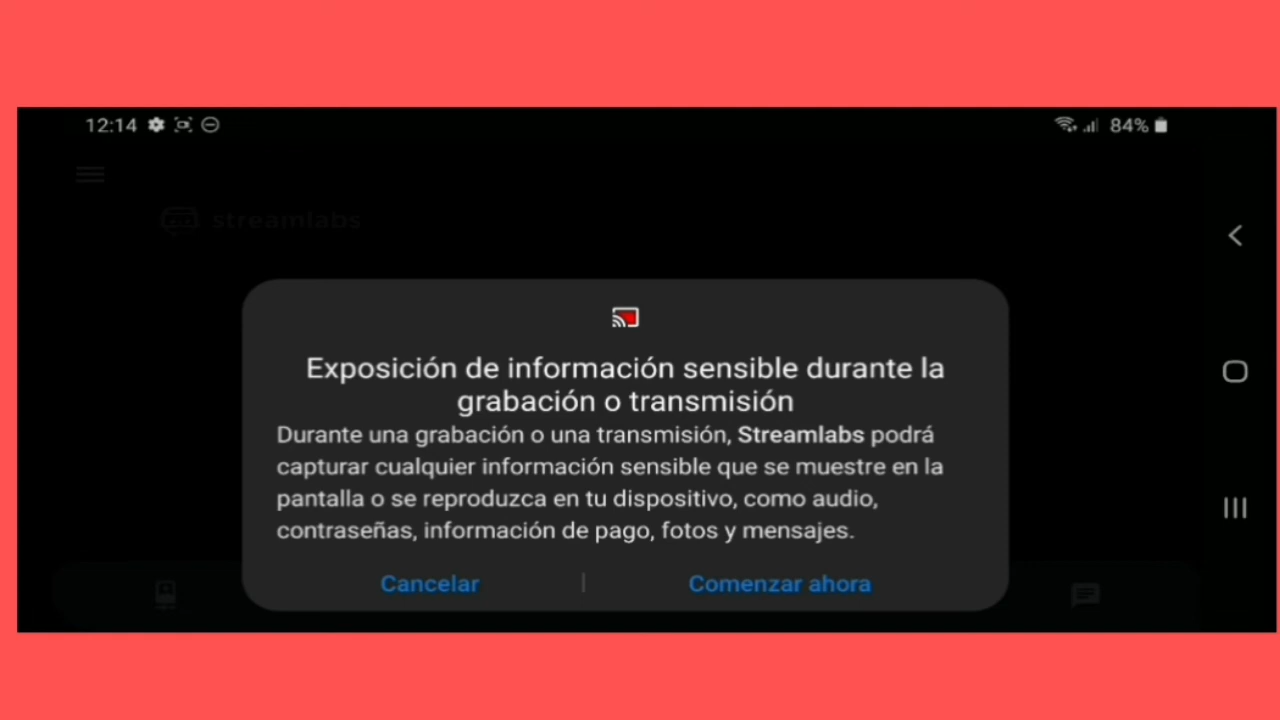 12:14 84%
streamlabs
Exposición de información sensible durante la
grabación o transmisión
Durante una grabación o una transmisión, Streamlabs podrá
capturar cualquier información sensible que se muestre en la
pantalla o se reproduzca en tu dispositivo, como audio,
contraseñas, información de pago, fotos y mensajes.
Cancelar | Comenzar ahora